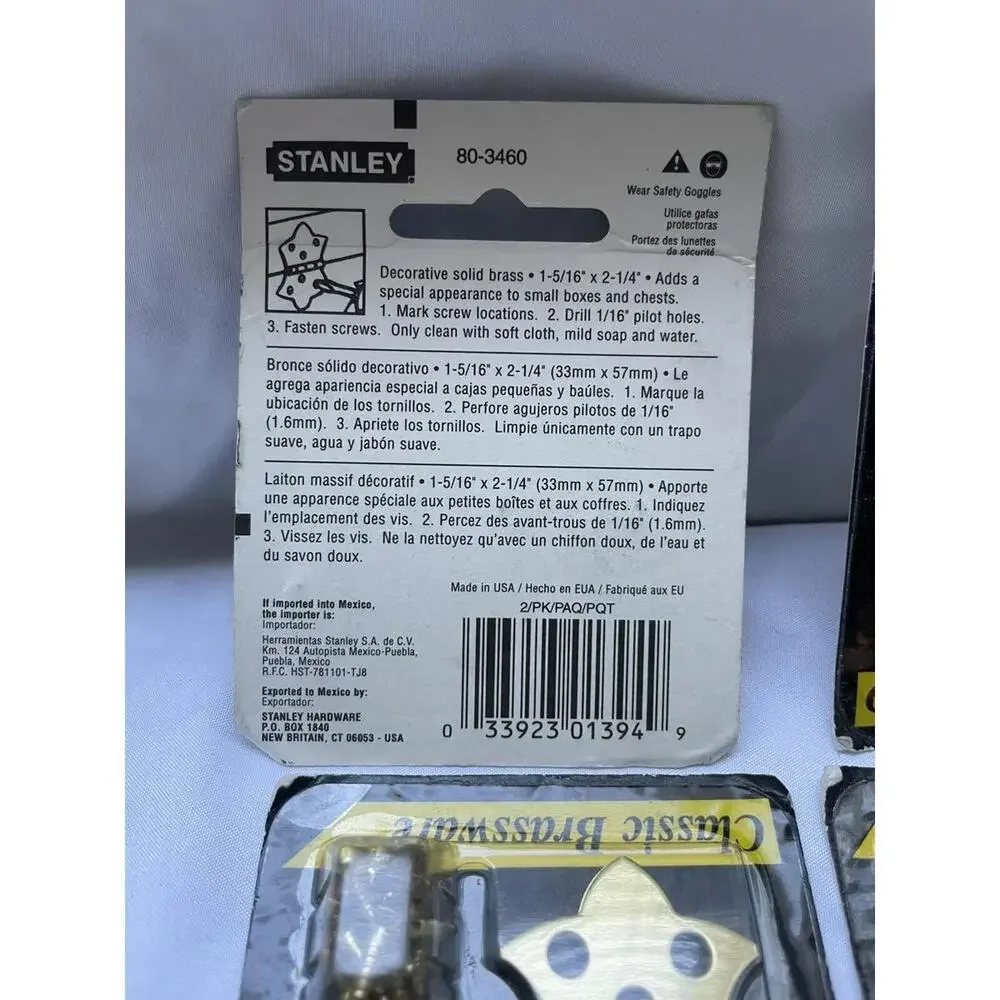 STANLEY
80-3460
Wear Safety Goggles
Utilice gafas
protectoras
Portez des lunettes
de sécurité
Decorative solid brass • 1-5/16" x 2-1/4" • Adds a
special appearance to small boxes and chests.
1. Mark screw locations. 2. Drill 1/16" pilot holes.
3. Fasten screws. Only clean with soft cloth, mild soap and water.
Bronce sólido decorativo • 1-5/16" x 2-1/4" (33mm x 57mm) • Le
agrega apariencia especial a cajas pequeñas y baúles. 1. Marque la
ubicación de los tornillos. 2. Perfore agujeros pilotos de 1/16"
(1.6mm). 3. Apriete los tornillos. Limpie únicamente con un trapo
suave, agua y jabón suave.
Laiton massif décoratif • 1-5/16" x 2-1/4" (33mm x 57mm) • Apporte
une apparence spéciale aux petites boîtes et aux coffres. 1. Indiquez
l'emplacement des vis. 2. Percez des avant-trous de 1/16" (1.6mm).
3. Vissez les vis. Ne la nettoyez qu'avec un chiffon doux, de l'eau et
du savon doux.
Made in USA / Hecho en EUA / Fabriqué aux EU
2/PK/PAQ/PQT
If imported into Mexico,
the importer is:
Importador:
Herramientas Stanley S.A. de C.V.
Km. 124 Autopista Mexico-Puebla,
Puebla, Mexico
R.F.C. HST-781101-TJ8
Exported to Mexico by:
Exportador:
STANLEY HARDWARE
P.O. BOX 1840
NEW BRITAIN, CT 06053 - USA
0 33923 01394 9
Classic Brassware